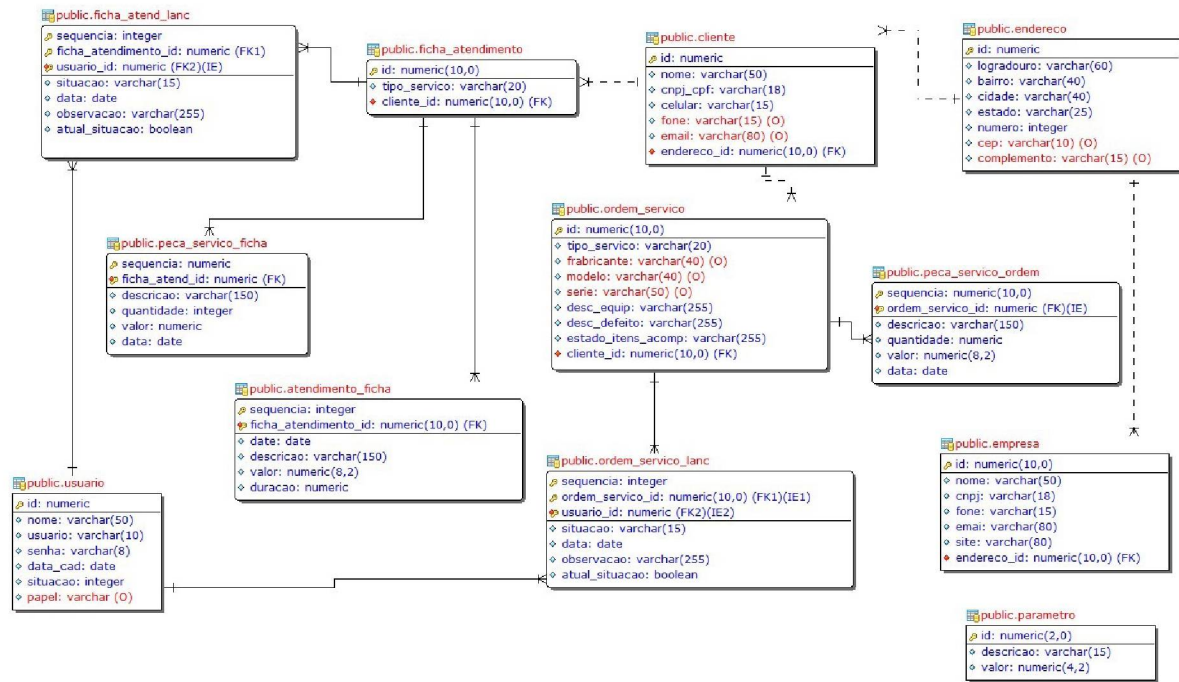 public.ficha_atend_lanc
sequencia: integer
ficha_atendimento_id: numeric (FK1)
usuario_id: numeric (FK2)(IE)
situacao: varchar(15)
data: date
observacao: varchar(255)
atual_situacao: boolean
public.ficha_atendimento
id: numeric(10,0)
tipo_servico: varchar(20)
cliente_id: numeric(10,0) (FK)
public.cliente
id: numeric
nome: varchar(50)
cnpj_cpf: varchar(18)
celular: varchar(15)
fone: varchar(15) (O)
email: varchar(80) (O)
endereco_id: numeric(10,0) (FK)
public.endereco
id: numeric
logradouro: varchar(60)
bairro: varchar(40)
cidade: varchar(40)
estado: varchar(25)
numero: integer
cep: varchar(10) (O)
complemento: varchar(15) (O)
public.peca_servico_ficha
sequencia: numeric
ficha_atend_id: numeric (FK)
descricao: varchar(150)
quantidade: integer
valor: numeric
data: date
public.ordem_servico
id: numeric(10,0)
tipo_servico: varchar(20)
frabricante: varchar(40) (O)
modelo: varchar(40) (O)
serie: varchar(50) (O)
desc_equip: varchar(255)
desc_defeito: varchar(255)
estado_itens_acomp: varchar(255)
cliente_id: numeric(10,0) (FK)
public.peca_servico_ordem
sequencia: numeric(10,0)
ordem_servico_id: numeric (FK)(IE)
descricao: varchar(150)
quantidade: numeric
valor: numeric(8,2)
data: date
public.atendimento_ficha
sequencia: integer
ficha_atendimento_id: numeric(10,0) (FK)
date: date
descricao: varchar(150)
valor: numeric(8,2)
duracao: numeric
public.usuario
id: numeric
nome: varchar(50)
usuario: varchar(10)
senha: varchar(8)
data_cad: date
situacao: integer
papel: varchar (O)
public.ordem_servico_lanc
sequencia: integer
ordem_servico_id: numeric(10,0) (FK1)(IE1)
usuario_id: numeric (FK2)(IE2)
situacao: varchar(15)
data: date
observacao: varchar(255)
atual_situacao: boolean
public.empresa
id: numeric(10,0)
nome: varchar(50)
cnpj: varchar(18)
fone: varchar(15)
emai: varchar(80)
site: varchar(80)
endereco_id: numeric(10,0) (FK)
public.parametro
id: numeric(2,0)
descricao: varchar(15)
valor: numeric(4,2)